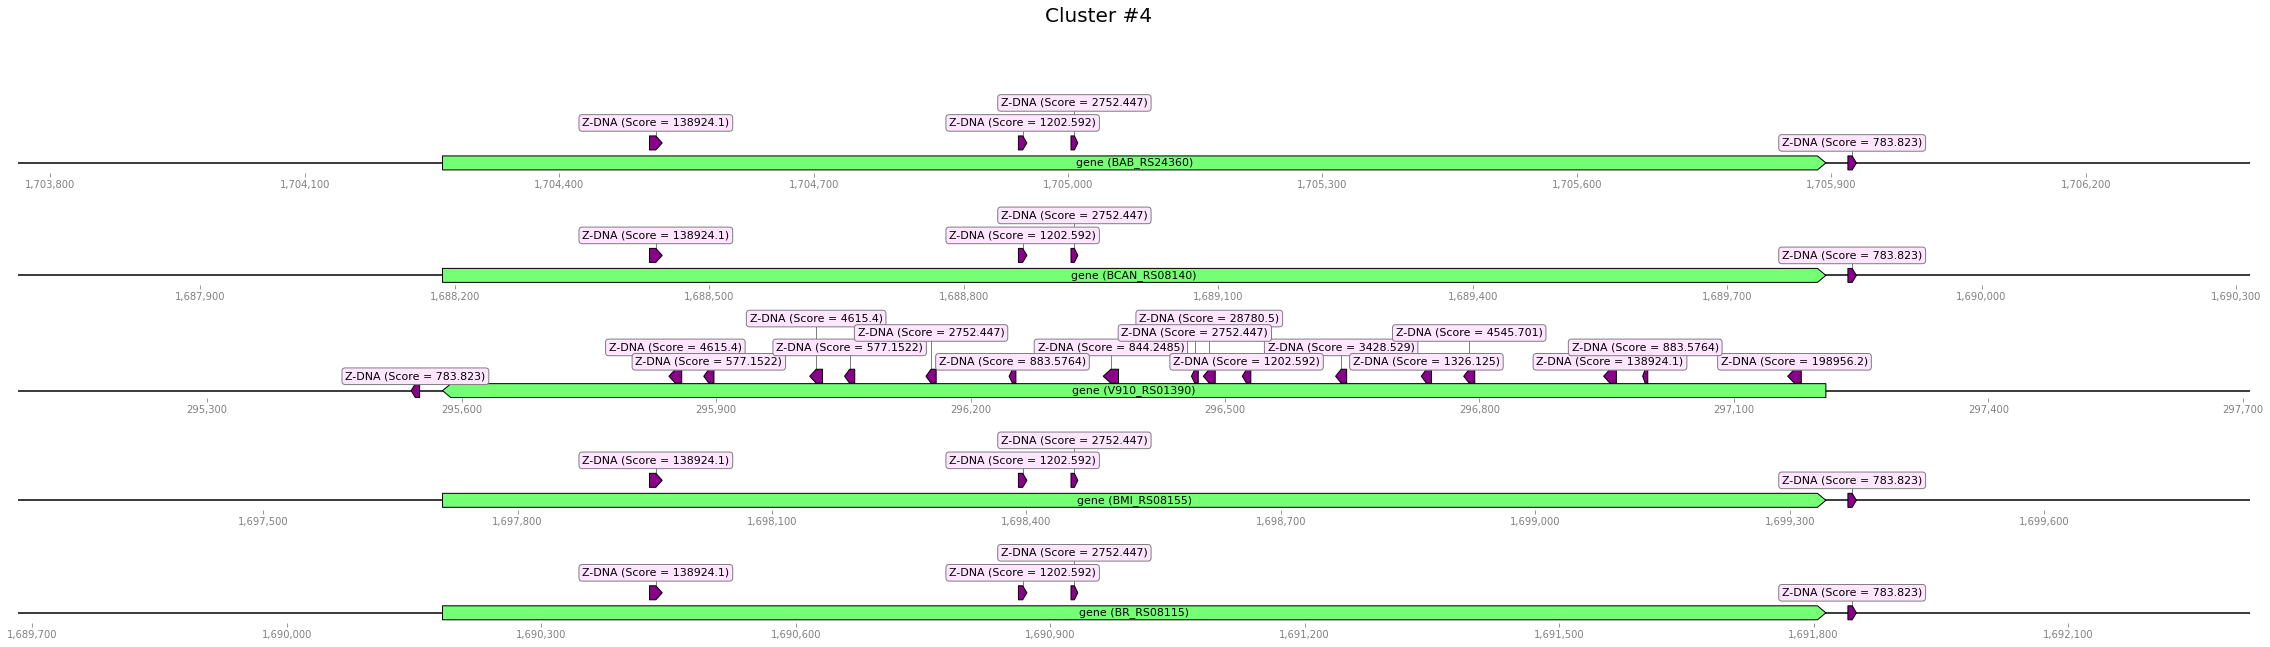 Cluster #4
Z-DNA (Score = 2752.447)
Z-DNA (Score = 138924.1)
Z-DNA (Score = 1202.592)
Z-DNA (Score = 783.823)
gene (BAB_RS24360)
1,703,800 1,704,100 1,704,400 1,704,700 1,705,000 1,705,300 1,705,600 1,705,900 1,706,200
Z-DNA (Score = 2752.447)
Z-DNA (Score = 138924.1)
Z-DNA (Score = 1202.592)
Z-DNA (Score = 783.823)
gene (BCAN_RS08140)
1,687,900 1,688,200 1,688,500 1,688,800 1,689,100 1,689,400 1,689,700 1,690,000 1,690,300
Z-DNA (Score = 4615.4)
Z-DNA (Score = 28780.5)
Z-DNA (Score = 2752.447)
Z-DNA (Score = 2752.447)
Z-DNA (Score = 4545.701)
Z-DNA (Score = 4615.4)
Z-DNA (Score = 577.1522)
Z-DNA (Score = 844.2485)
Z-DNA (Score = 3428.529)
Z-DNA (Score = 883.5764)
Z-DNA (Score = 577.1522)
Z-DNA (Score = 883.5764)
Z-DNA (Score = 1202.592)
Z-DNA (Score = 1326.125)
Z-DNA (Score = 138924.1)
Z-DNA (Score = 198956.2)
Z-DNA (Score = 783.823)
gene (V910_RS01390)
295,300 295,600 295,900 296,200 296,500 296,800 297,100 297,400 297,700
Z-DNA (Score = 2752.447)
Z-DNA (Score = 138924.1)
Z-DNA (Score = 1202.592)
Z-DNA (Score = 783.823)
gene (BMI_RS08155)
1,697,500 1,697,800 1,698,100 1,698,400 1,698,700 1,699,000 1,699,300 1,699,600
Z-DNA (Score = 2752.447)
Z-DNA (Score = 138924.1)
Z-DNA (Score = 1202.592)
Z-DNA (Score = 783.823)
gene (BR_RS08115)
1,689,700 1,690,000 1,690,300 1,690,600 1,690,900 1,691,200 1,691,500 1,691,800 1,692,100